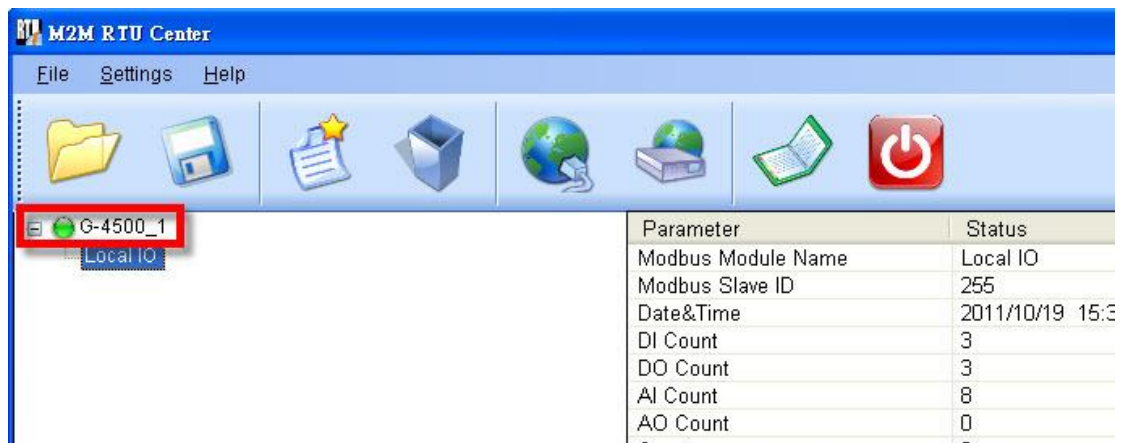 M2M RTU Center
File Settings Help
G-4500_1
Local IO
Parameter Status
Modbus Module Name Local IO
Modbus Slave ID 255
Date&Time 2011/10/19
DI Count 3
DO Count 3
AI Count 8
AO Count 0